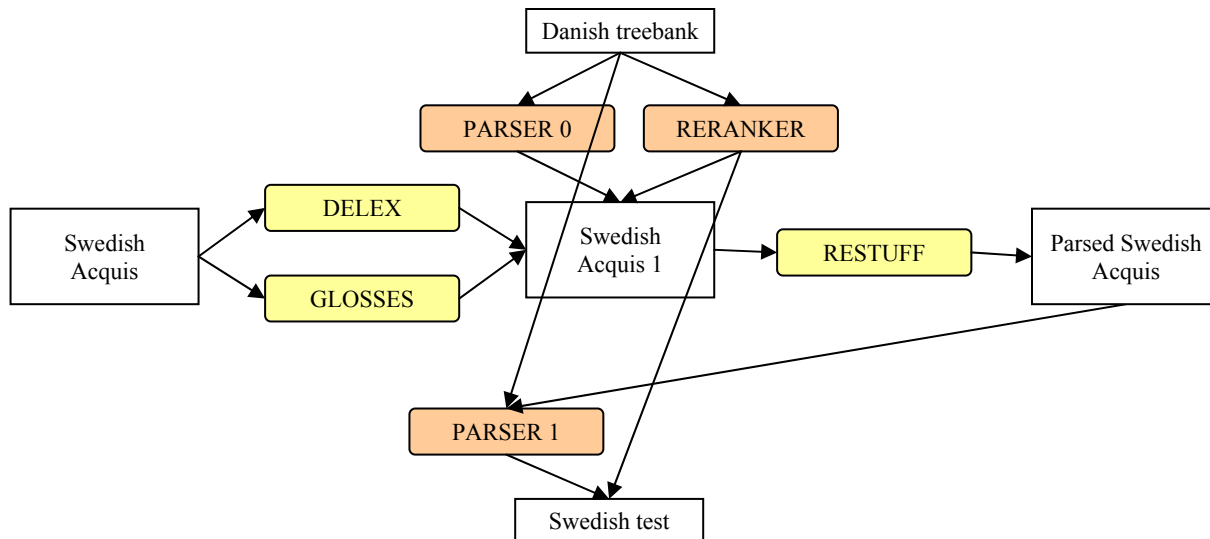 Danish treebank
PARSER 0
RERANKER
DELEX
GLOSSES
Swedish
Acquis
Swedish
Acquis 1
RESTUFF
Parsed Swedish
Acquis
PARSER 1
Swedish test